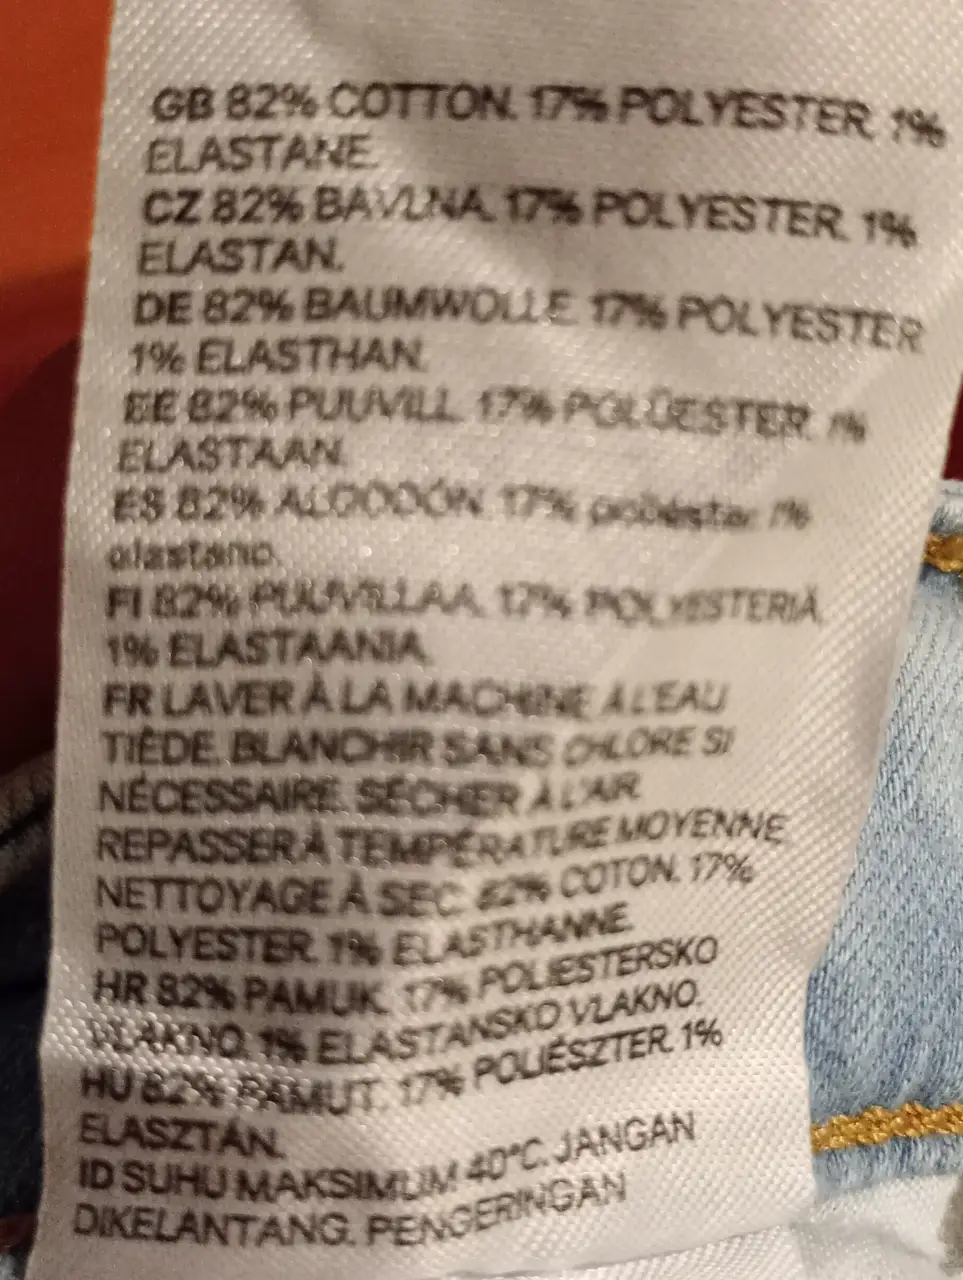 GB 82% COTTON. 17% POLYESTER. 1%
ELASTANE.
CZ 82% BAVLNA. 17% POLYESTER. 1%
ELASTAN.
DE 82% BAUMWOLLE. 17% POLYESTER
1% ELASTHAN.
EE 82% PUUVILL. 17% POLÜESTER. 1%
ELASTAAN.
ES 82% ALGODÓN. 17% poliéster. 1%
elastano.
FI 82% PUUVILLAA. 17% POLYESTERIÄ.
1% ELASTAANIA.
FR LAVER À LA MACHINE À L'EAU
TIÈDE. BLANCHIR SANS CHLORE SI
NÉCESSAIRE. SÉCHER À L'AIR
REPASSER À TEMPÉRATURE MOYENNE
NETTOYAGE À SEC. 82% COTON. 17%
POLYESTER. 1% ELASTHANNE.
HR 82% PAMUK. 17% POLIESTERSKO
VLAKNO. 1% ELASTANSKO VLAKNO.
HU 82% PAMUT. 17% POLIÉSZTER. 1%
ELASZTÁN.
ID SUHU MAKSIMUM 40°C. JANGAN
DIKELANTANG. PENGERINGAN